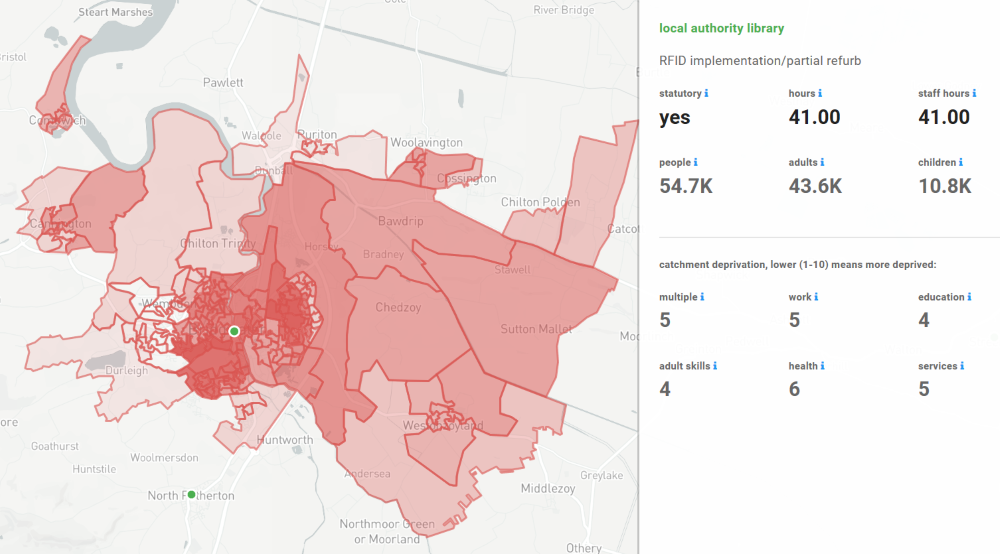 Steart Marshes
Cote
River Bridge
Bristol
Pawlett
Combwich
Walpole
Puriton
Woolavington
Dunball
Cossington
Chilton Polden
Cannington
Bawdrip
Catcot
Chilton Trinity
Horsey
Bradney
Stawell
Wembdon
Chedzoy
Sutton Mallet
Moo
Durleigh
Westonzoyland
ore
Huntworth
Goathurst
Woolmersdon
Huntstile
Andersea
Greylake
North Petherton
Middlezoy
Northmoor Green
or Moorland
Othery
local authority library
RFID implementation/partial refurb
statutory i hours i staff hours i
yes 41.00 41.00
people i adults i children i
54.7K 43.6K 10.8K
catchment deprivation, lower (1-10) means more deprived:
multiple i work i education i
5 5 4
adult skills i health i services i
4 6 5